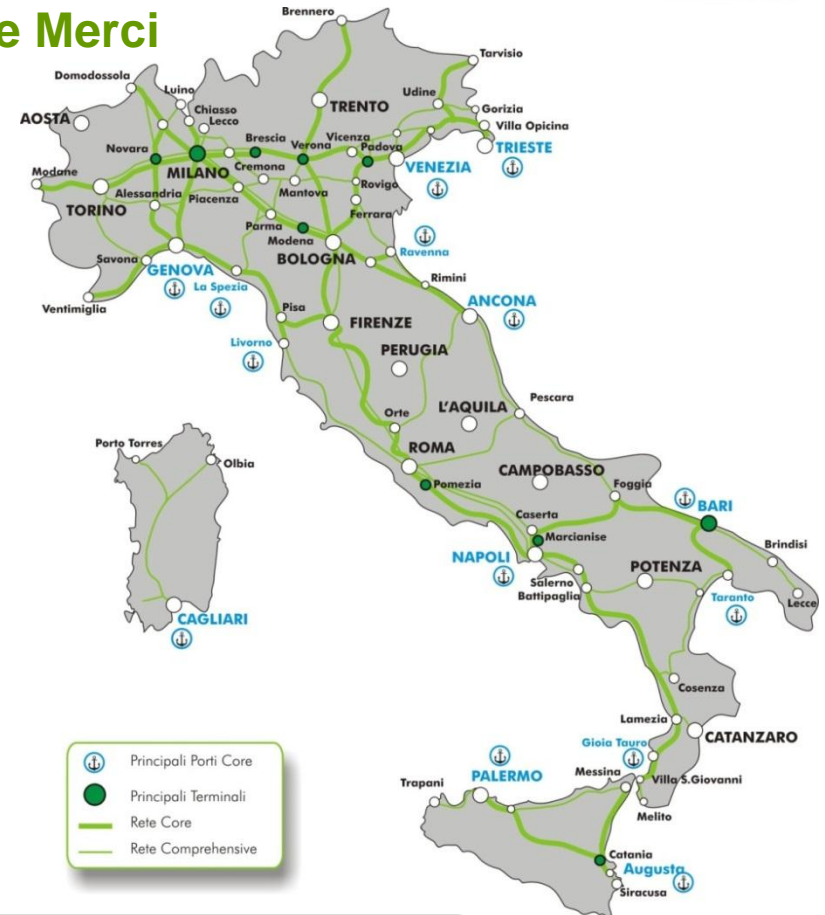 e Merci
Brennero
Tarvisio
Domodossola
Luino
Udine
Chiasso
Lecco
TRENTO
Gorizia
AOSTA
Villa Opicina
Brescia
Vicenza
Novara
Verona
Padova
TRIESTE
Modane
MILANO
Cremona
VENEZIA
Alessandria
Piacenza
Mantova
Rovigo
TORINO
Ferrara
Parma
Modena
Savona
BOLOGNA
Ravenna
GENOVA
La Spezia
Rimini
Ventimiglia
Pisa
ANCONA
FIRENZE
Livorno
PERUGIA
Pescara
Orte
L'AQUILA
Porto Torres
ROMA
Olbia
CAMPOBASSO
Pomezia
Foggia
BARI
Caserta
Marcianise
Brindisi
NAPOLI
POTENZA
Salerno
Battipaglia
Taranto
Lecce
CAGLIARI
Cosenza
Lamezia
CATANZARO
Gioia Tauro
Principali Porti Core
Messina
Villa S.Giovanni
PALERMO
Trapani
Principali Terminali
Melito
Rete Core
Rete Comprehensive
Catania
Augusta
Siracusa